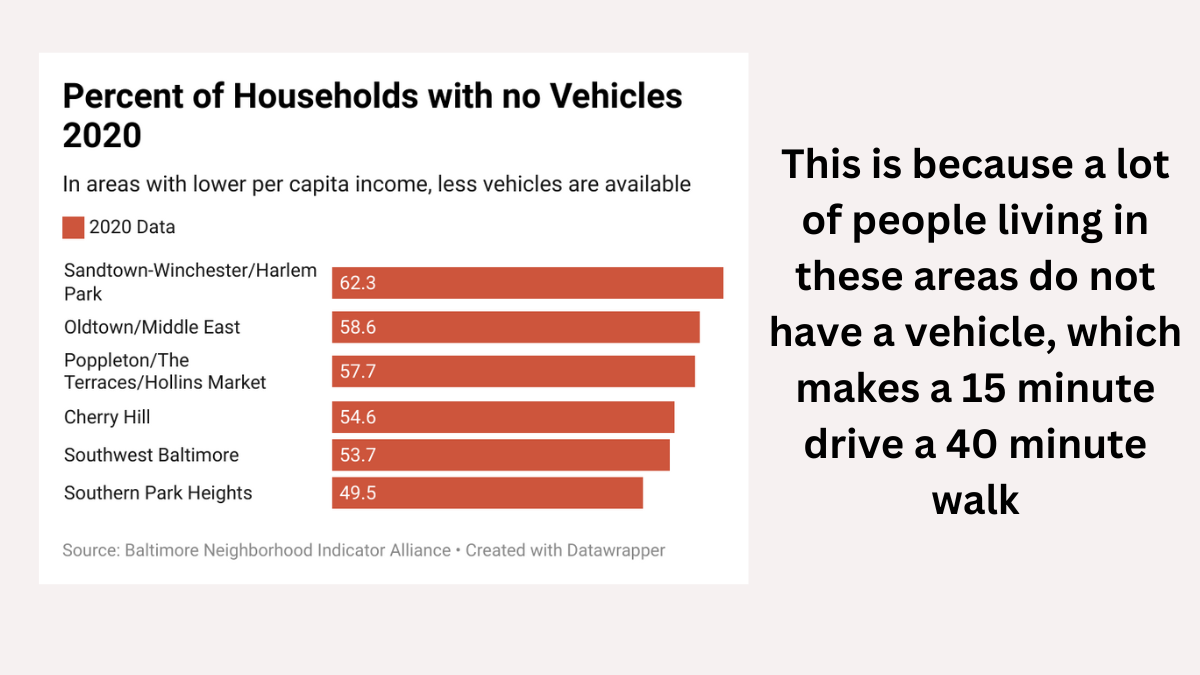 Percent of Households with no Vehicles
2020
In areas with lower per capita income, less vehicles are available
2020 Data
Sandtown-Winchester/Harlem
Park
62.3
Oldtown/Middle East
58.6
Poppleton/The
Terraces/Hollins Market
57.7
Cherry Hill
54.6
Southwest Baltimore
53.7
Southern Park Heights
49.5
Source: Baltimore Neighborhood Indicator Alliance • Created with Datawrapper
This is because a lot
of people living in
these areas do not
have a vehicle, which
makes a 15 minute
drive a 40 minute
walk